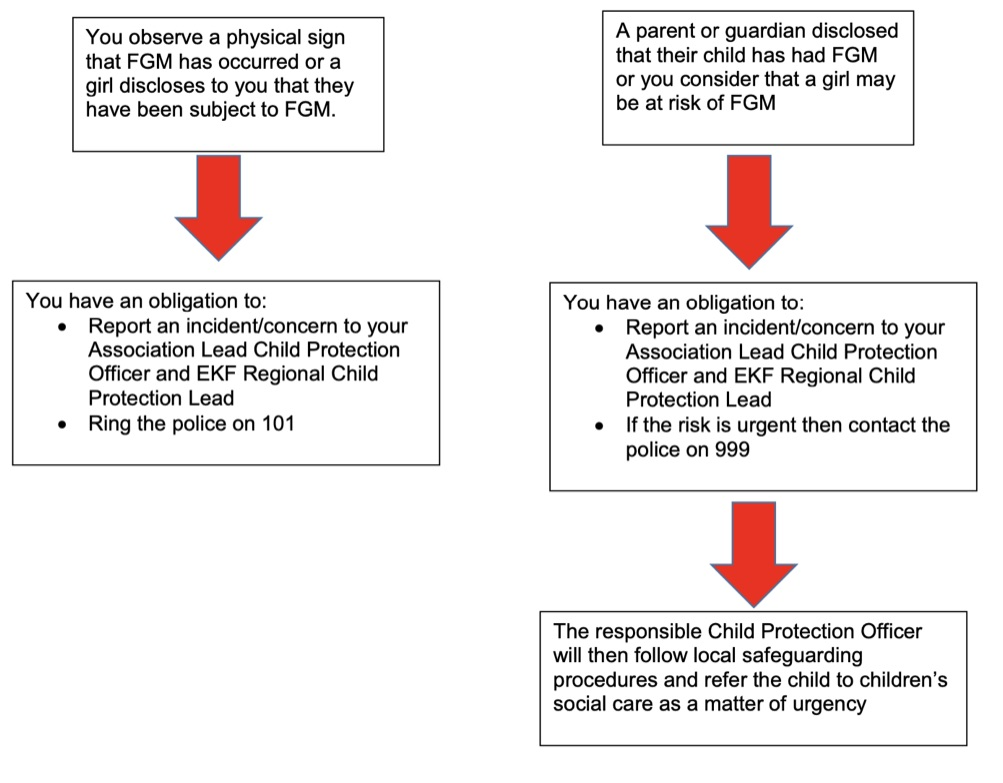 You observe a physical sign
that FGM has occurred or a
girl discloses to you that they
have been subject to FGM.
A parent or guardian disclosed
that their child has had FGM
or you consider that a girl may
be at risk of FGM
You have an obligation to:
• Report an incident/concern to your
Association Lead Child Protection
Officer and EKF Regional Child
Protection Lead
• Ring the police on 101
You have an obligation to:
• Report an incident/concern to your
Association Lead Child Protection
Officer and EKF Regional Child
Protection Lead
• If the risk is urgent then contact the
police on 999
The responsible Child Protection Officer
will then follow local safeguarding
procedures and refer the child to children’s
social care as a matter of urgency